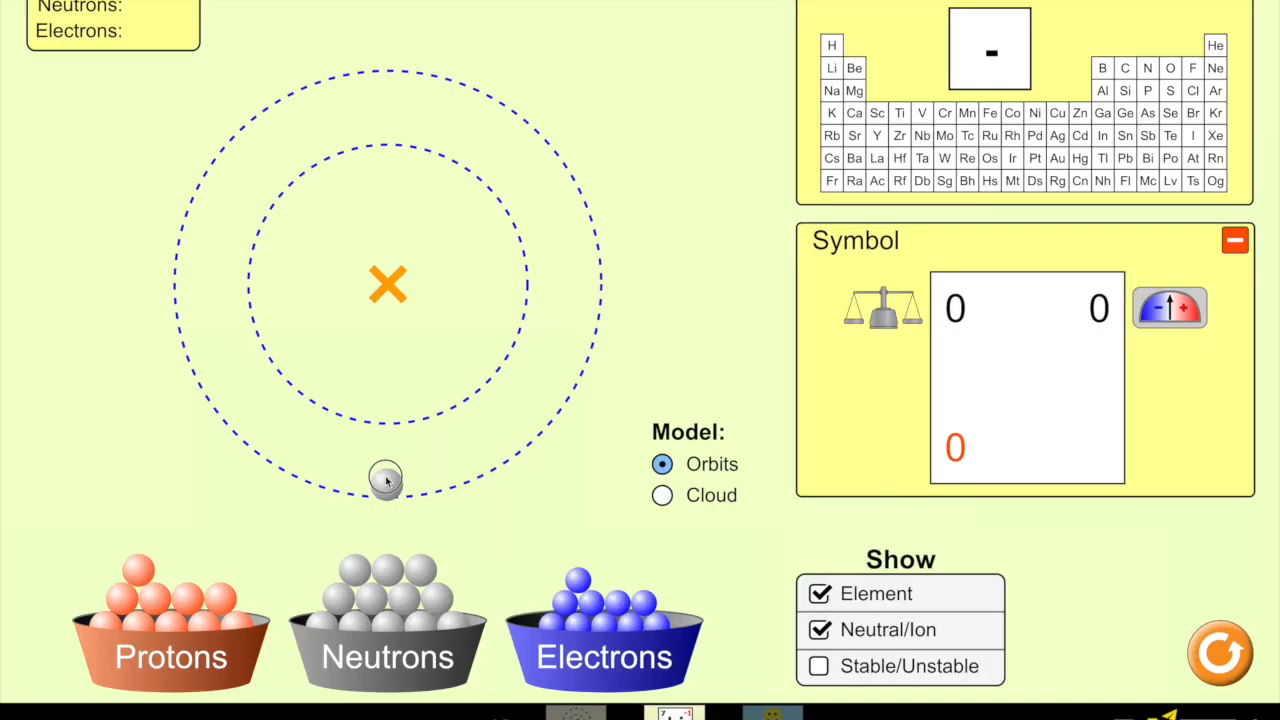 Neutrons:
Electrons:
-
H He
Li Be B C N O F Ne
Na Mg Al Si P S Cl Ar
K Ca Sc Ti V Cr Mn Fe Co Ni Cu Zn Ga Ge As Se Br Kr
Rb Sr Y Zr Nb Mo Tc Ru Rh Pd Ag Cd In Sn Sb Te I Xe
Cs Ba La Hf Ta W Re Os Ir Pt Au Hg Tl Pb Bi Po At Rn
Fr Ra Ac Rf Db Sg Bh Hs Mt Ds Rg Cn Nh Fl Mc Lv Ts Og
Symbol
0 0
- +
0
Model:
Orbits
Cloud
Protons
Neutrons
Electrons
Show
Element
Neutral/Ion
Stable/Unstable
7 -1